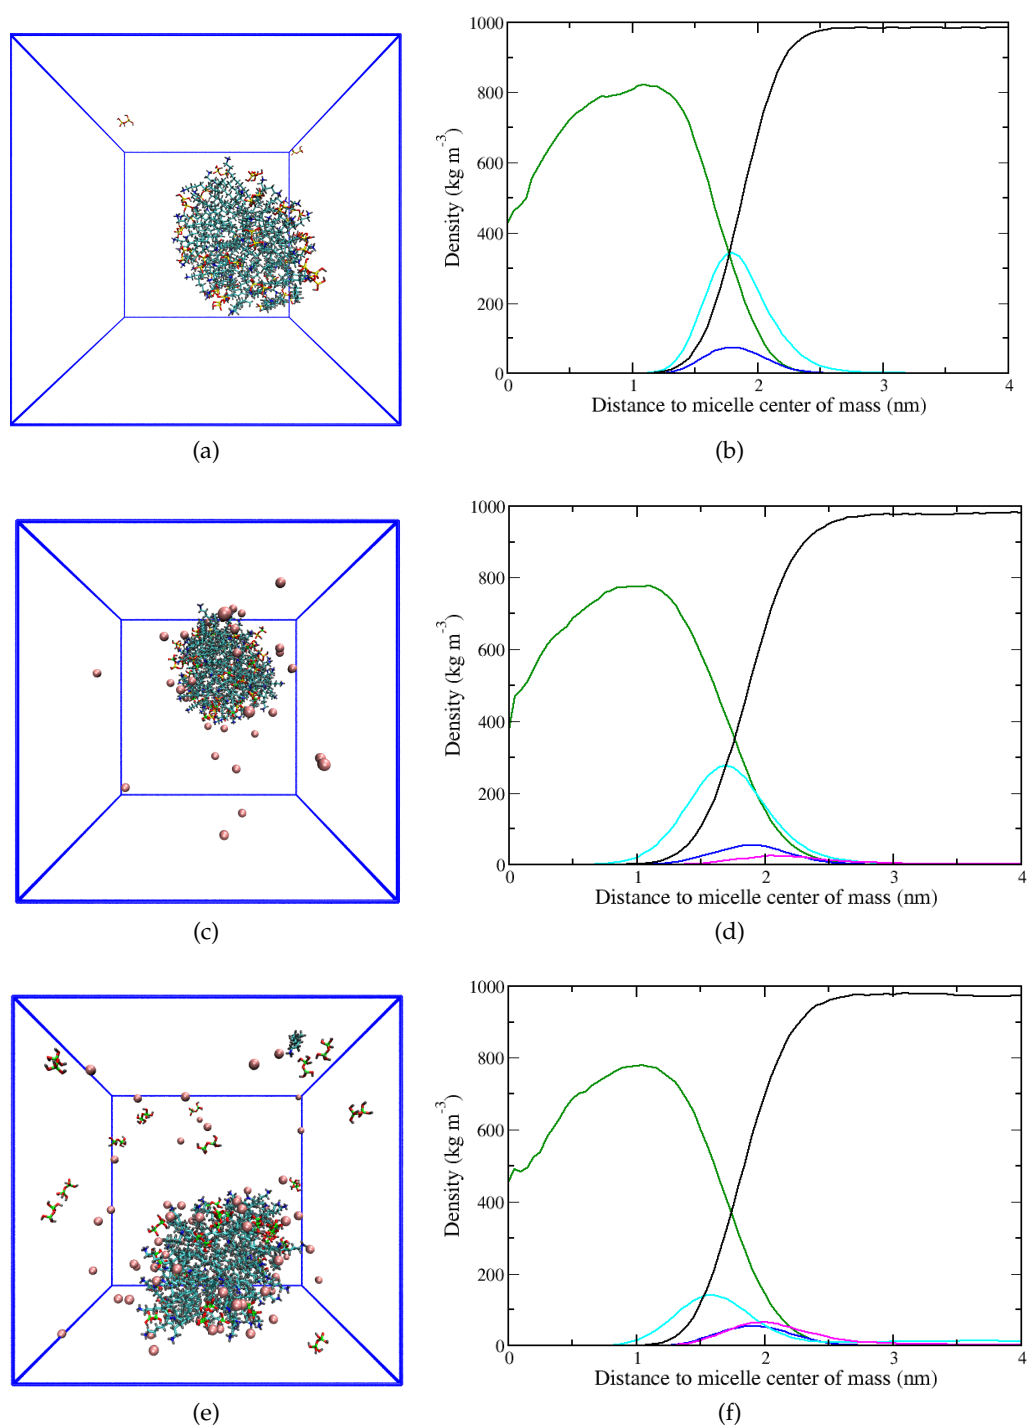 1000
800
600
400
200
0
Density (kg m⁻³)
0 1 2 3 4
Distance to micelle center of mass (nm)
(a) (b)
1000
800
600
400
200
0
Density (kg m⁻³)
0 1 2 3 4
Distance to micelle center of mass (nm)
(c) (d)
1000
800
600
400
200
0
Density (kg m⁻³)
0 1 2 3 4
Distance to micelle center of mass (nm)
(e) (f)